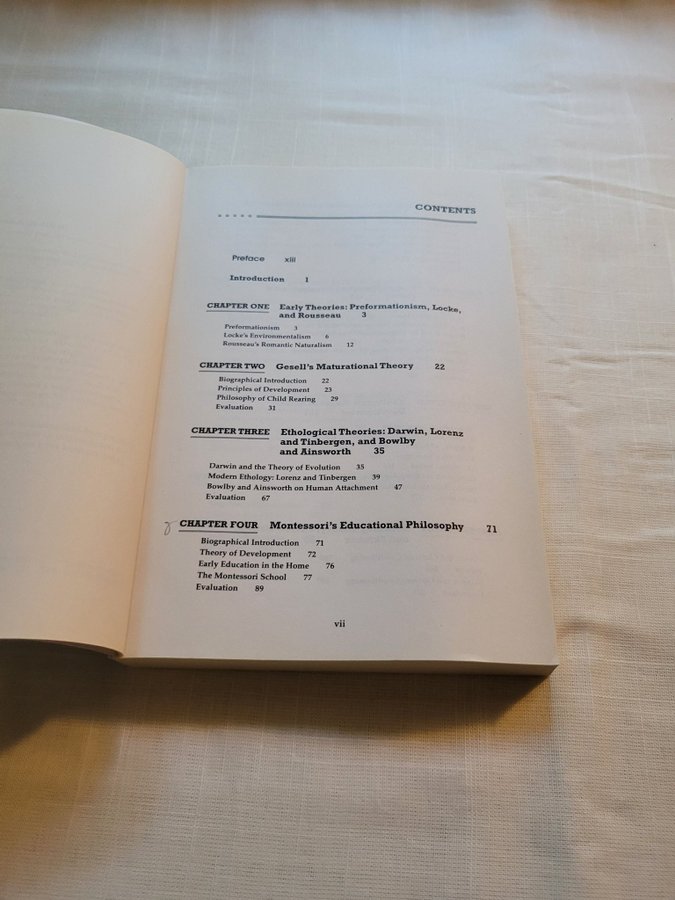 CONTENTS
Preface xiii
Introduction 1
CHAPTER ONE Early Theories: Preformationism, Locke,
and Rousseau 3
Preformationism 3
Locke's Environmentalism 6
Rousseau's Romantic Naturalism 12
CHAPTER TWO Gesell's Maturational Theory 22
Biographical Introduction 22
Principles of Development 23
Philosophy of Child Rearing 29
Evaluation 31
CHAPTER THREE Ethological Theories: Darwin, Lorenz
and Tinbergen, and Bowlby
and Ainsworth 35
Darwin and the Theory of Evolution 35
Modern Ethology: Lorenz and Tinbergen 39
Bowlby and Ainsworth on Human Attachment 47
Evaluation 67
CHAPTER FOUR Montessori's Educational Philosophy 71
Biographical Introduction 71
Theory of Development 72
Early Education in the Home 76
The Montessori School 77
Evaluation 89
vii